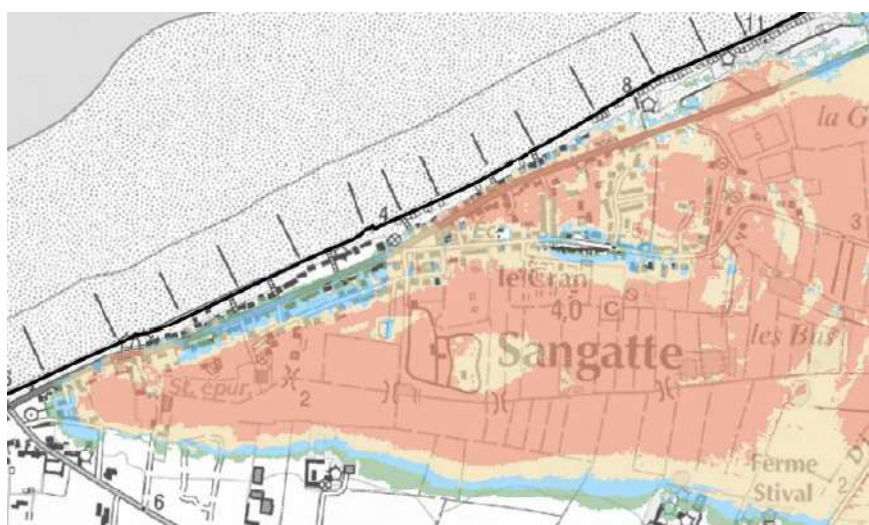 11
8
la G
4
EC
3
le Cran
4,0 C
Sangatte
les Bus
St. épur.
2
Ferme
Stival
2
6